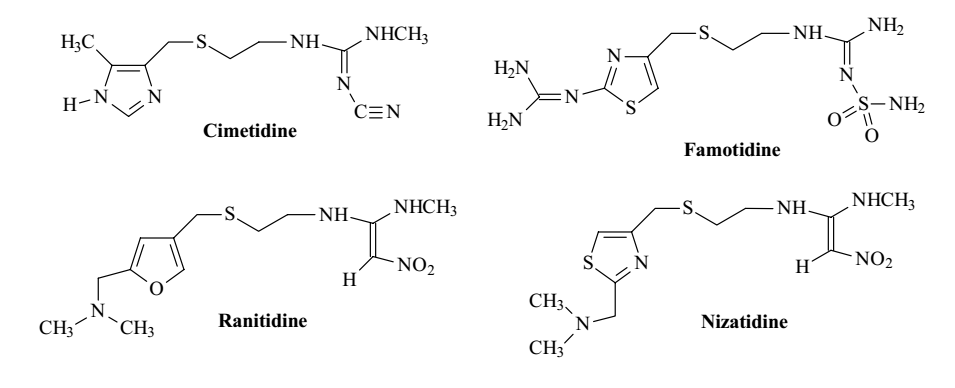 H₃C S NH NHCH₃
N
H N N C≡N
Cimetidine
S NH NH₂
H₂N N N
N S S NH₂
H₂N O O
Famotidine
S NH NHCH₃
O H NO₂
N
CH₃ CH₃
Ranitidine
S NH NHCH₃
S N H NO₂
CH₃ N
CH₃
Nizatidine